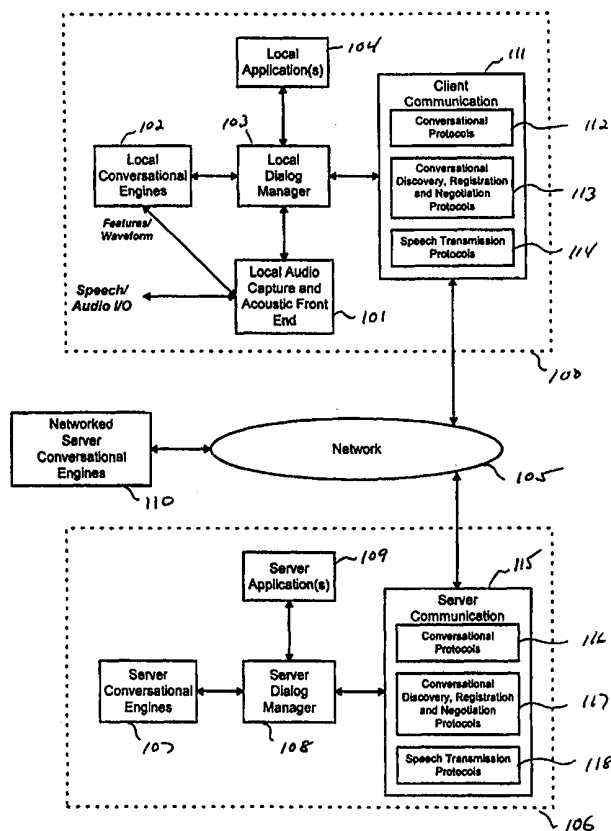 104
Local
Application(s)
111
Client
Communication
Conversational
Protocols
112
102
103
Local
Conversational
Engines
Local
Dialog
Manager
Conversational
Discovery, Registration
and Negotiation
Protocols
113
Features/
Waveform
Speech Transmission
Protocols
114
Speech/
Audio I/O
Local Audio
Capture and
Acoustic Front
End
101
100
Networked
Server
Conversational
Engines
110
Network
105
109
Server
Application(s)
115
Server
Communication
Conversational
Protocols
116
Server
Conversational
Engines
107
Server
Dialog
Manager
108
Conversational
Discovery, Registration
and Negotiation
Protocols
117
Speech Transmission
Protocols
118
106